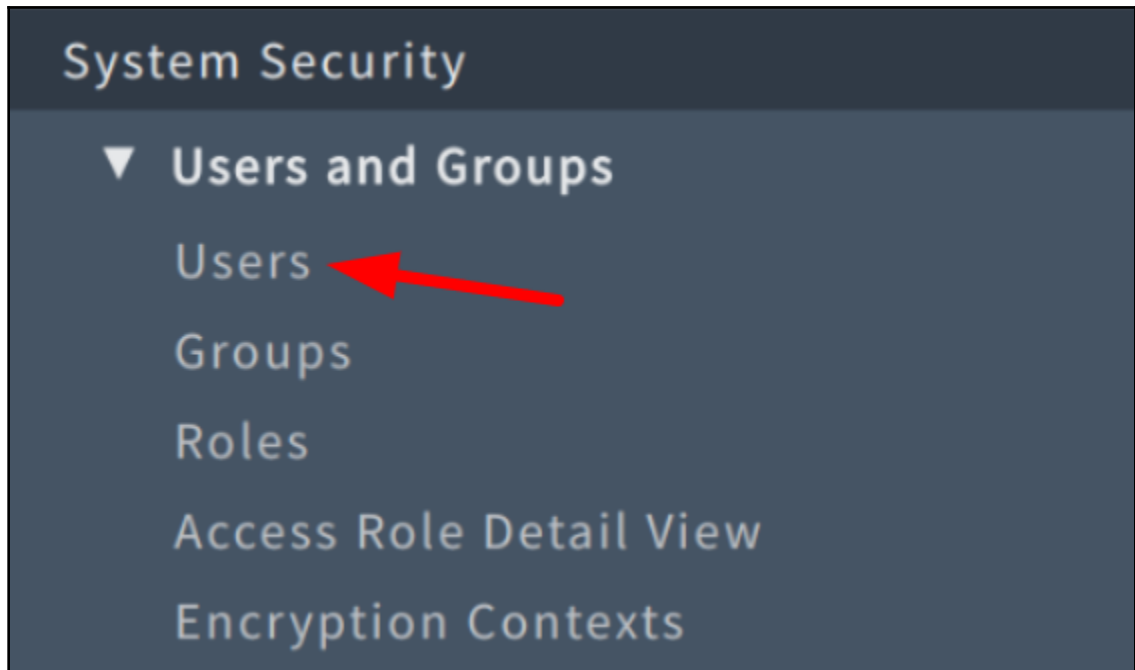 System Security
▼ Users and Groups
Users
Groups
Roles
Access Role Detail View
Encryption Contexts